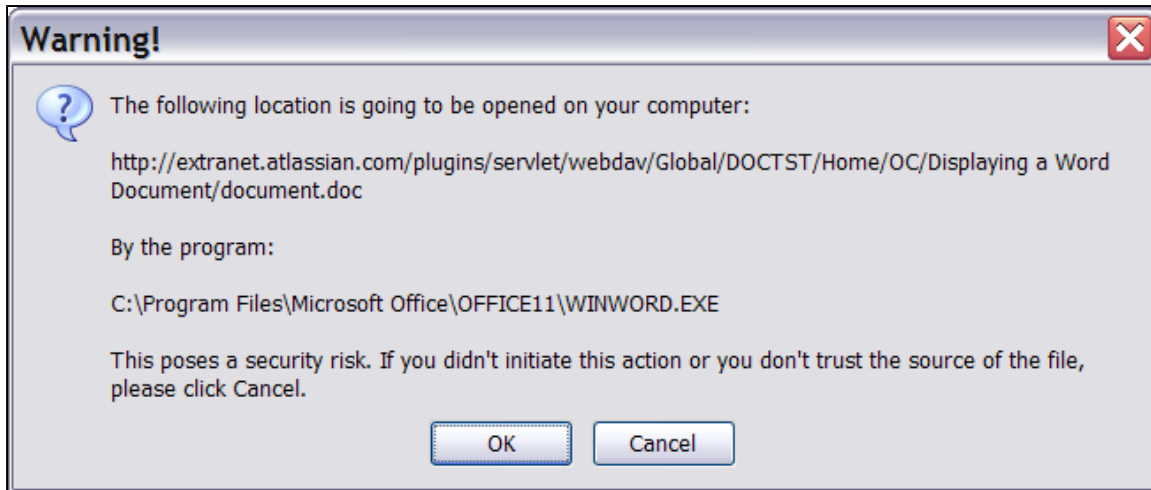 Warning!
The following location is going to be opened on your computer:
http://extranet.atlassian.com/plugins/servlet/webdav/Global/DOCTST/Home/OC/Displaying a Word
Document/document.doc
By the program:
C:\Program Files\Microsoft Office\OFFICE11\WINWORD.EXE
This poses a security risk. If you didn't initiate this action or you don't trust the source of the file,
please click Cancel.
OK Cancel